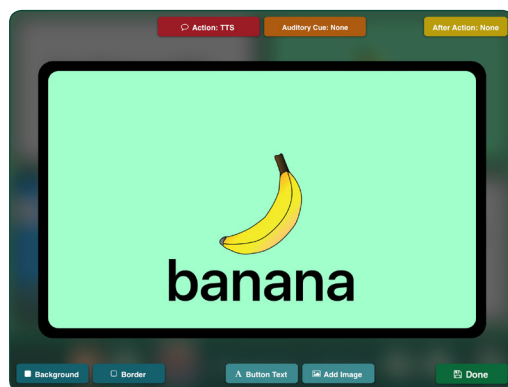 Action: TTS
Auditory Cue: None
After Action: None
banana
Background
Border
A Button Text
Add Image
Done